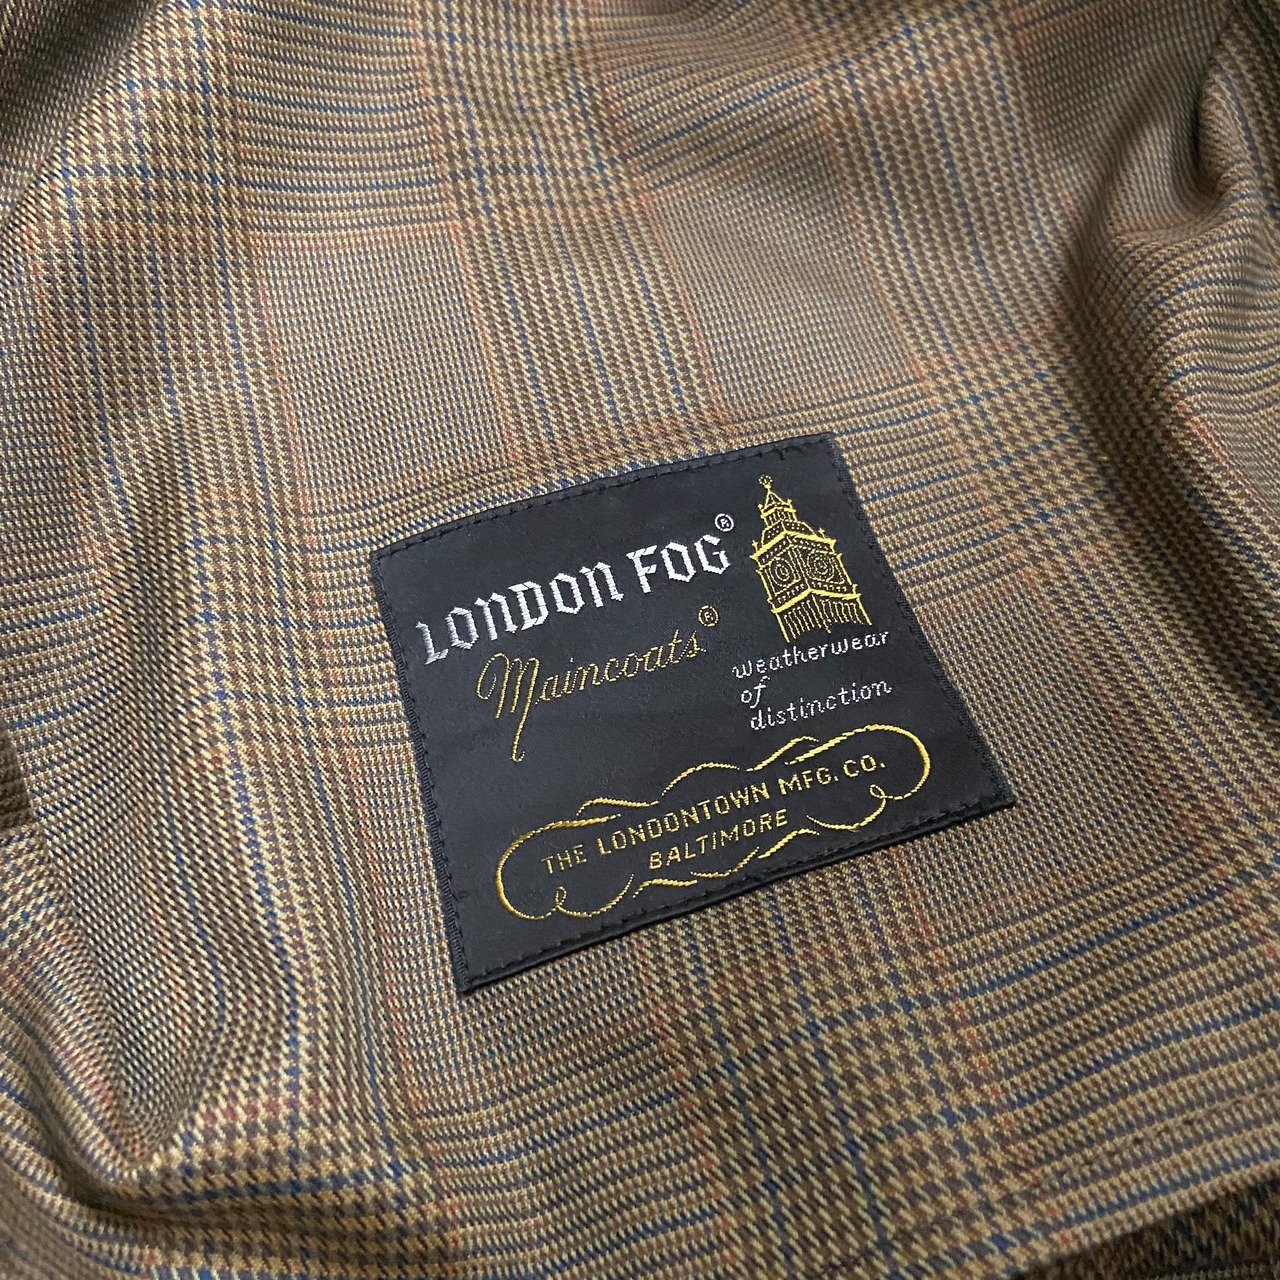 LONDON FOG®
Maincoats®
weatherwear
of
distinction
THE LONDONTOWN MFG. CO.
BALTIMORE